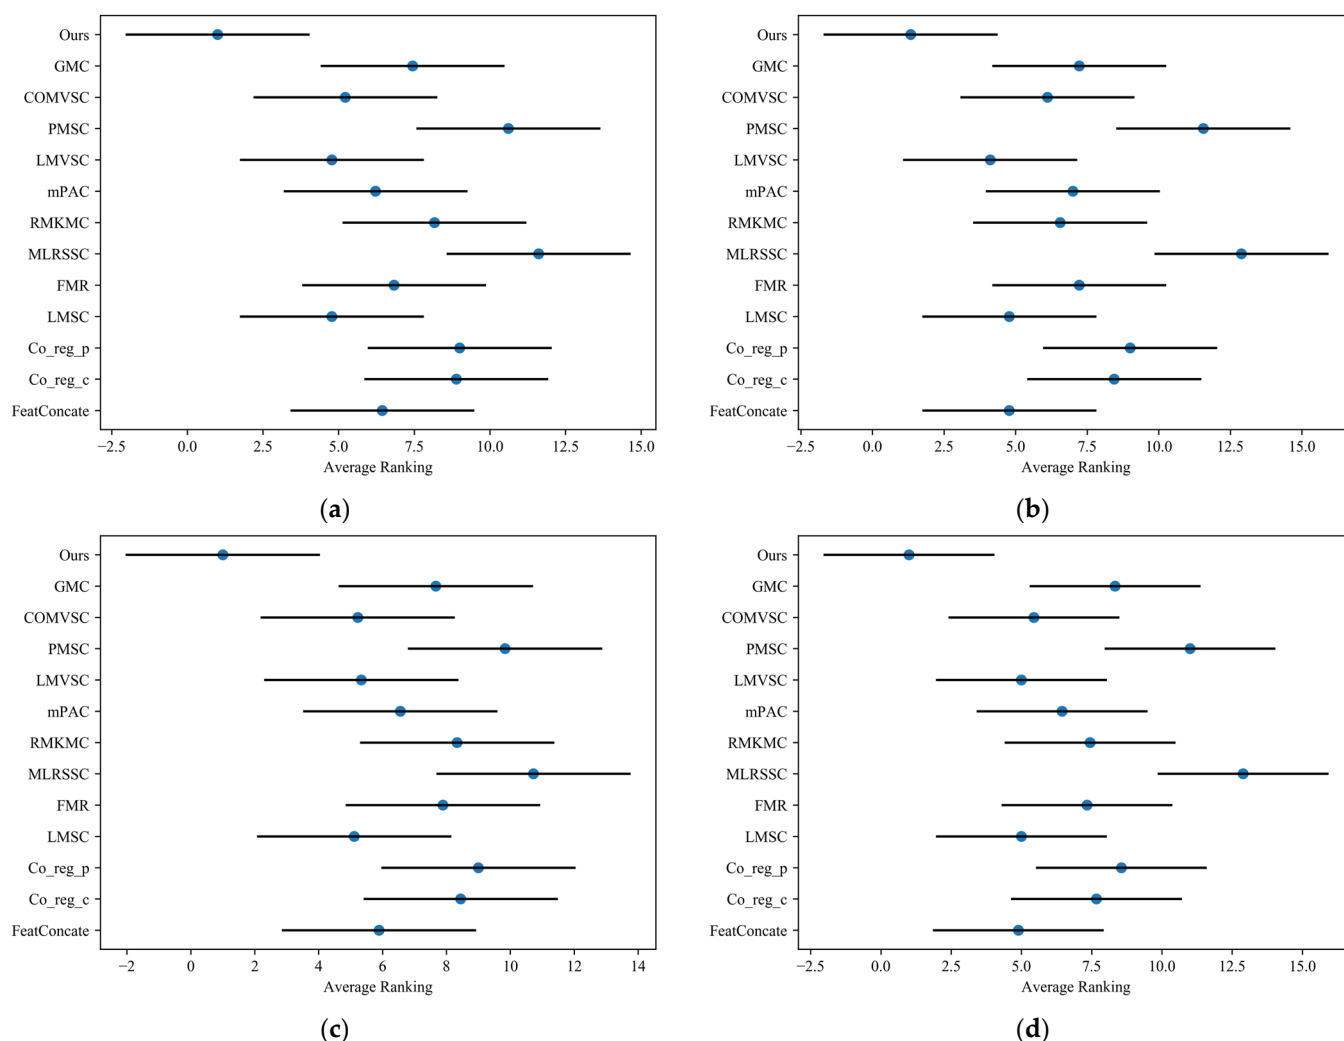 Ours
GMC
COMVSC
PMSC
LMVSC
mPAC
RMKMC
MLRSSC
FMR
LMSC
Co_reg_p
Co_reg_c
FeatConcate
−2.5 0.0 2.5 5.0 7.5 10.0 12.5 15.0
Average Ranking
(a)
Ours
GMC
COMVSC
PMSC
LMVSC
mPAC
RMKMC
MLRSSC
FMR
LMSC
Co_reg_p
Co_reg_c
FeatConcate
−2.5 0.0 2.5 5.0 7.5 10.0 12.5 15.0
Average Ranking
(b)
Ours
GMC
COMVSC
PMSC
LMVSC
mPAC
RMKMC
MLRSSC
FMR
LMSC
Co_reg_p
Co_reg_c
FeatConcate
−2 0 2 4 6 8 10 12 14
Average Ranking
(c)
Ours
GMC
COMVSC
PMSC
LMVSC
mPAC
RMKMC
MLRSSC
FMR
LMSC
Co_reg_p
Co_reg_c
FeatConcate
−2.5 0.0 2.5 5.0 7.5 10.0 12.5 15.0
Average Ranking
(d)